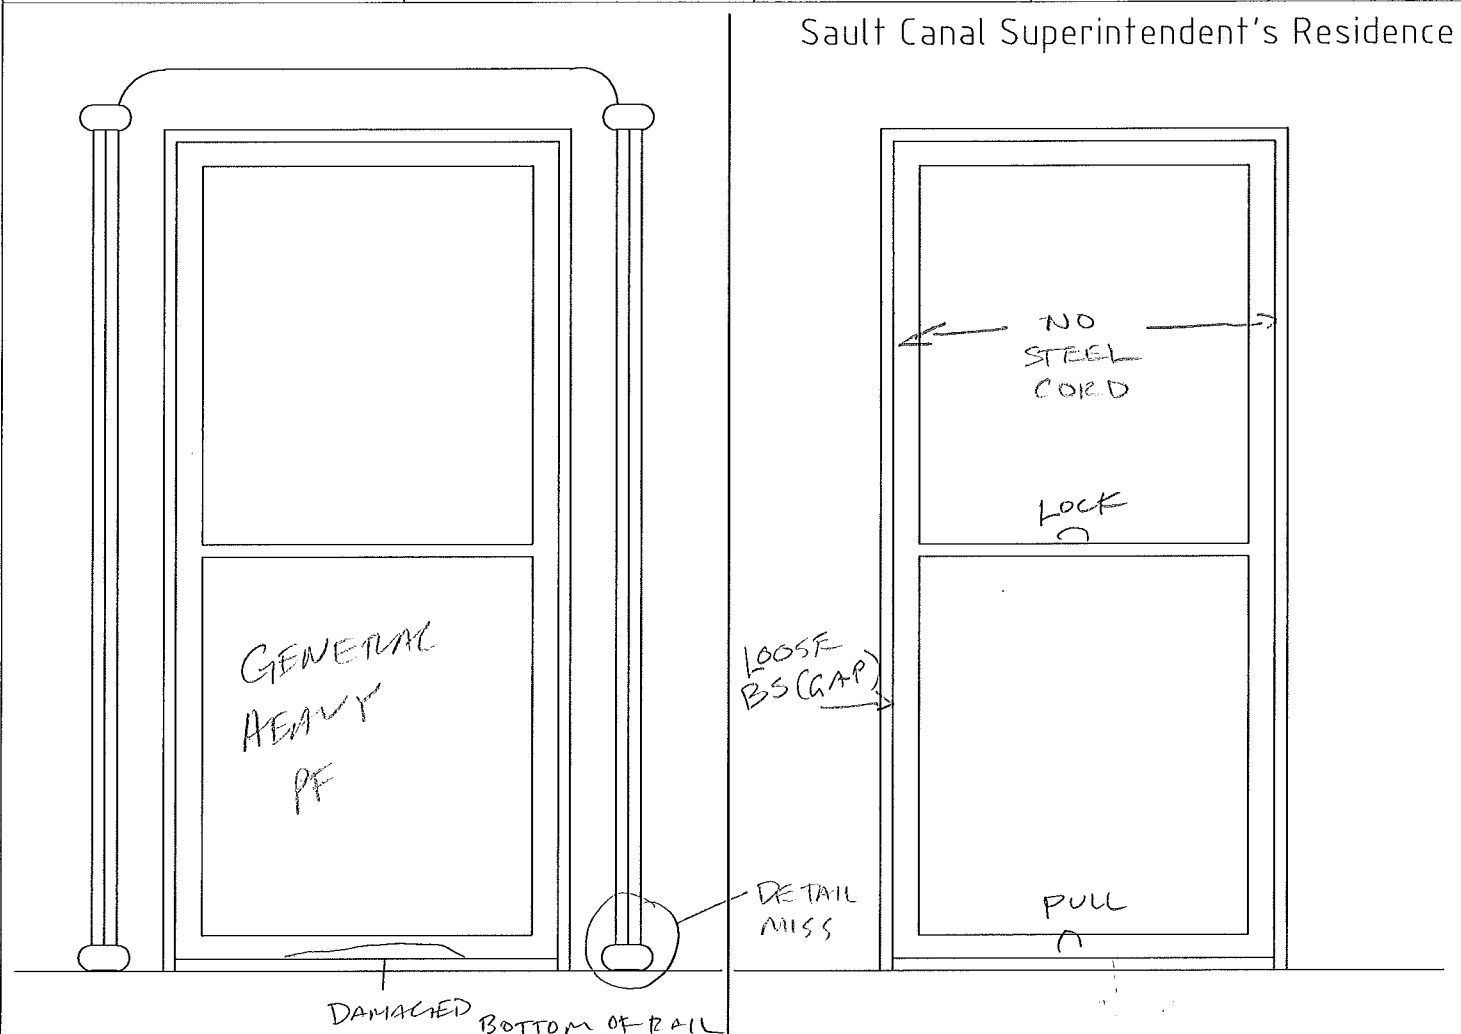 Sault Canal Superintendent's Residence
NO
STEEL
CORD
LOCK
GENERAL
HEAVY
PF
LOOSE
BS (GAP)
DETAIL
MISS
PULL
DAMAGED BOTTOM OF RAIL